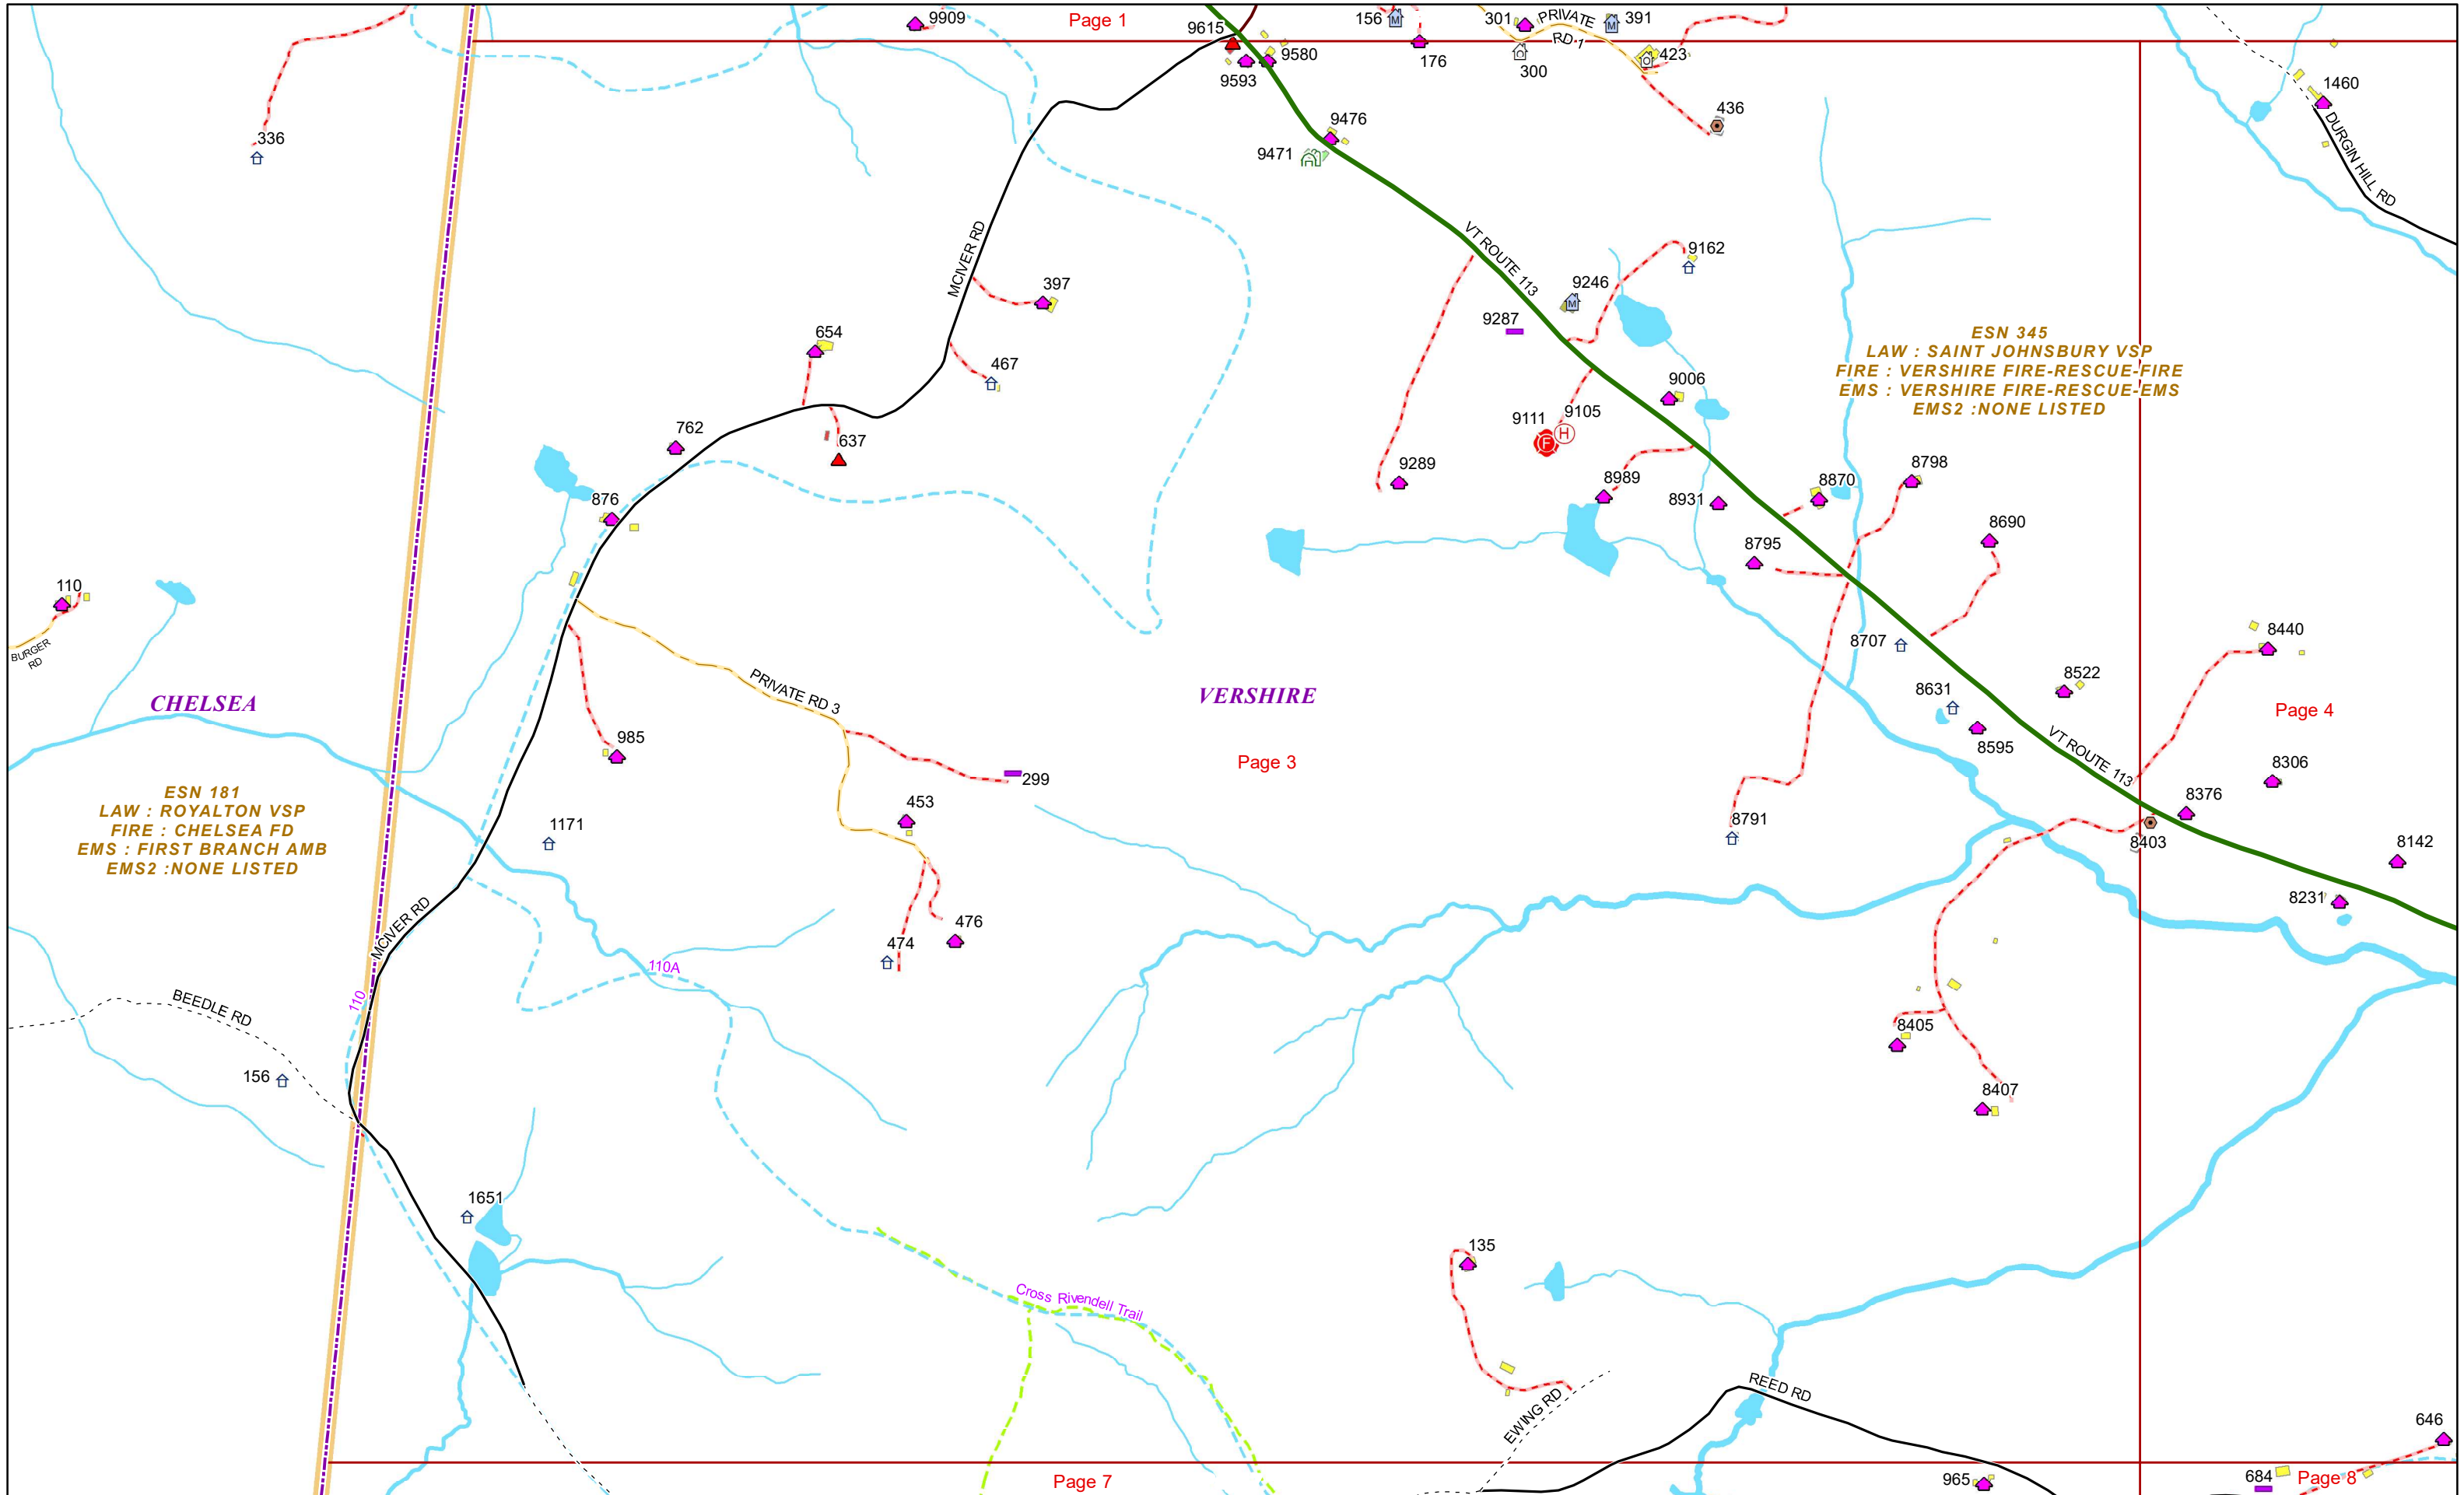 9909
Page 1
9615
9593
9580
156
176
301
PRIVATE
RD 1
391
300
423
436
1460
DURGIN HILL RD
336
9476
9471
VT ROUTE 113
9162
9246
9287
MCIVER RD
397
654
467
ESN 345
LAW : SAINT JOHNSBURY VSP
FIRE : VERSHIRE FIRE-RESCUE-FIRE
EMS : VERSHIRE FIRE-RESCUE-EMS
EMS2 :NONE LISTED
9006
9111
9105
F
H
762
637
9289
8989
8931
8870
8798
876
8690
8795
110
BURGER
RD
8707
8440
8522
CHELSEA
PRIVATE RD 3
VERSHIRE
8631
8595
Page 4
985
Page 3
VT ROUTE 113
299
8306
ESN 181
LAW : ROYALTON VSP
FIRE : CHELSEA FD
EMS : FIRST BRANCH AMB
EMS2 :NONE LISTED
453
1171
8791
8376
8403
8142
8231
MCIVER RD
476
474
110A
110
BEEDLE RD
156
8405
8407
1651
135
Cross Rivendell Trail
EWING RD
REED RD
646
Page 7
965
684
Page 8
M
M
M
O
O